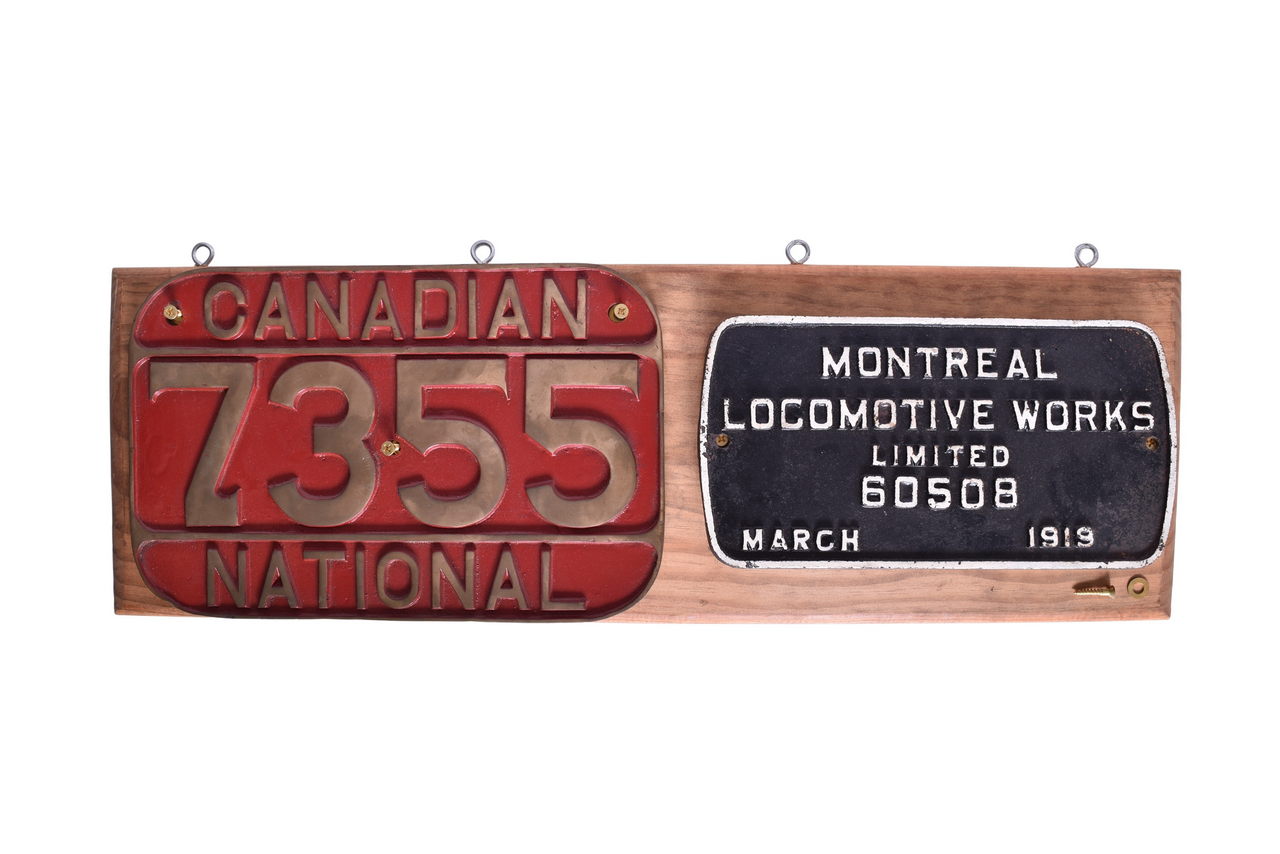 CANADIAN
7355
NATIONAL
MONTREAL
LOCOMOTIVE WORKS
LIMITED
60508
MARCH 1919